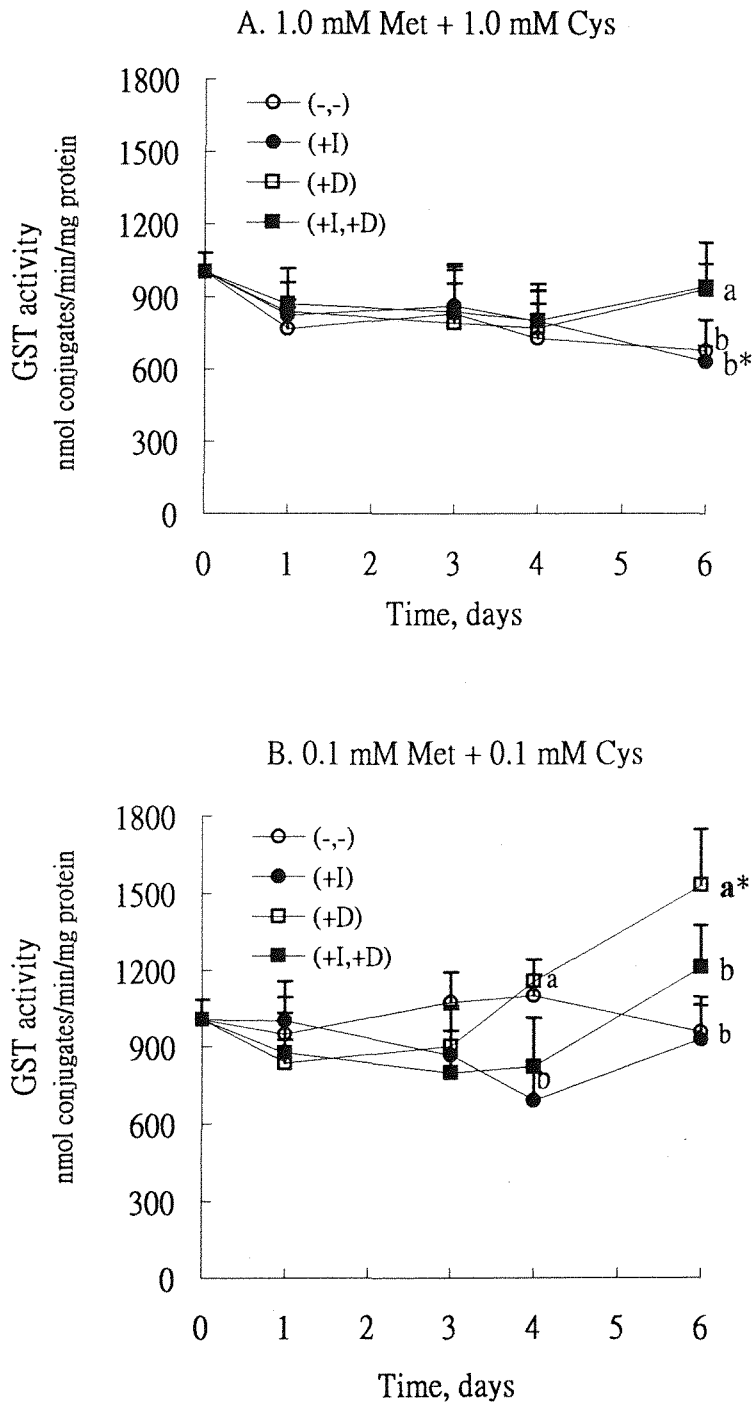 A. 1.0 mM Met + 1.0 mM Cys
GST activity
nmol conjugates/min/mg protein
1800
1500
1200
900
600
300
0
(-,-)
(+I)
(+D)
(+I,+D)
a
b
b*
0 1 2 3 4 5 6
Time, days
B. 0.1 mM Met + 0.1 mM Cys
GST activity
nmol conjugates/min/mg protein
1800
1500
1200
900
600
300
0
(-,-)
(+I)
(+D)
(+I,+D)
a*
a
b
b
b
0 1 2 3 4 5 6
Time, days